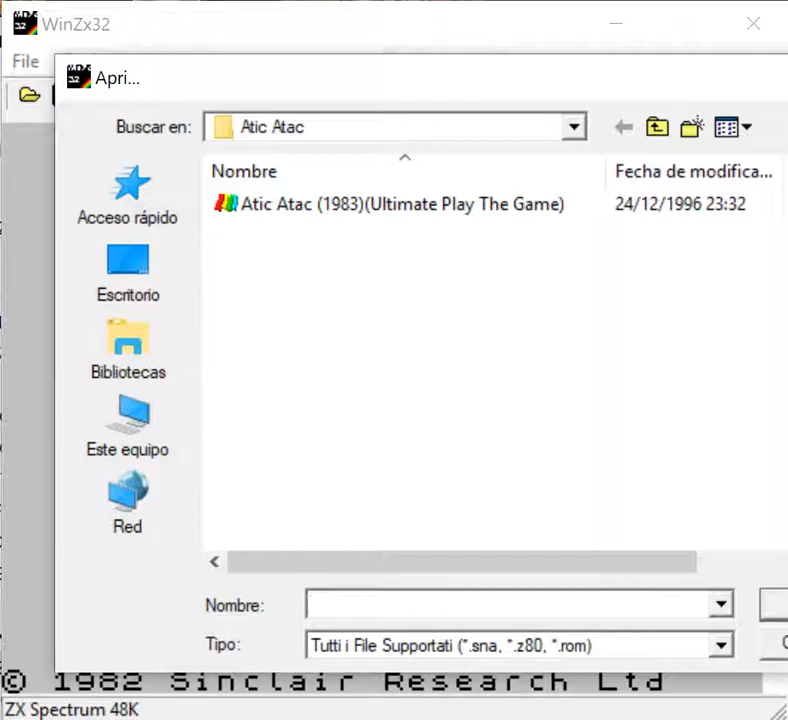 WinZx32
File
Apri...
Buscar en:
Atic Atac
Nombre
Fecha de modifica...
Atic Atac (1983)(Ultimate Play The Game)
24/12/1996 23:32
Acceso rápido
Escritorio
Bibliotecas
Este equipo
Red
Nombre:
Tipo:
Tutti i File Supportati (*.sna, *.z80, *.rom)
© 1982 Sinclair Research Ltd
ZX Spectrum 48K